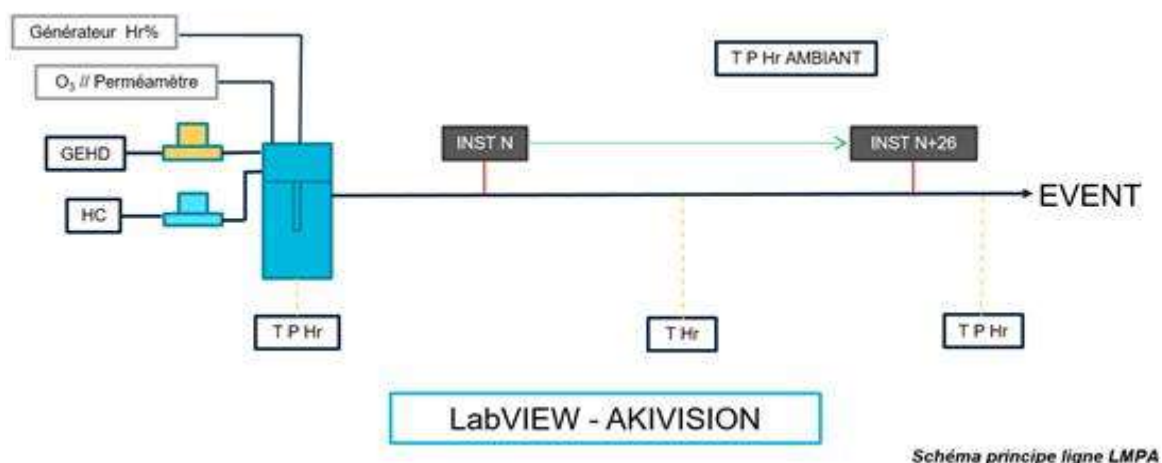 Générateur Hr%
T P Hr AMBIANT
O₃ // Perméamètre
INST N
INST N+26
GEHD
HC
EVENT
T P Hr
T Hr
T P Hr
LabVIEW - AKIVISION
Schéma principe ligne LMPA